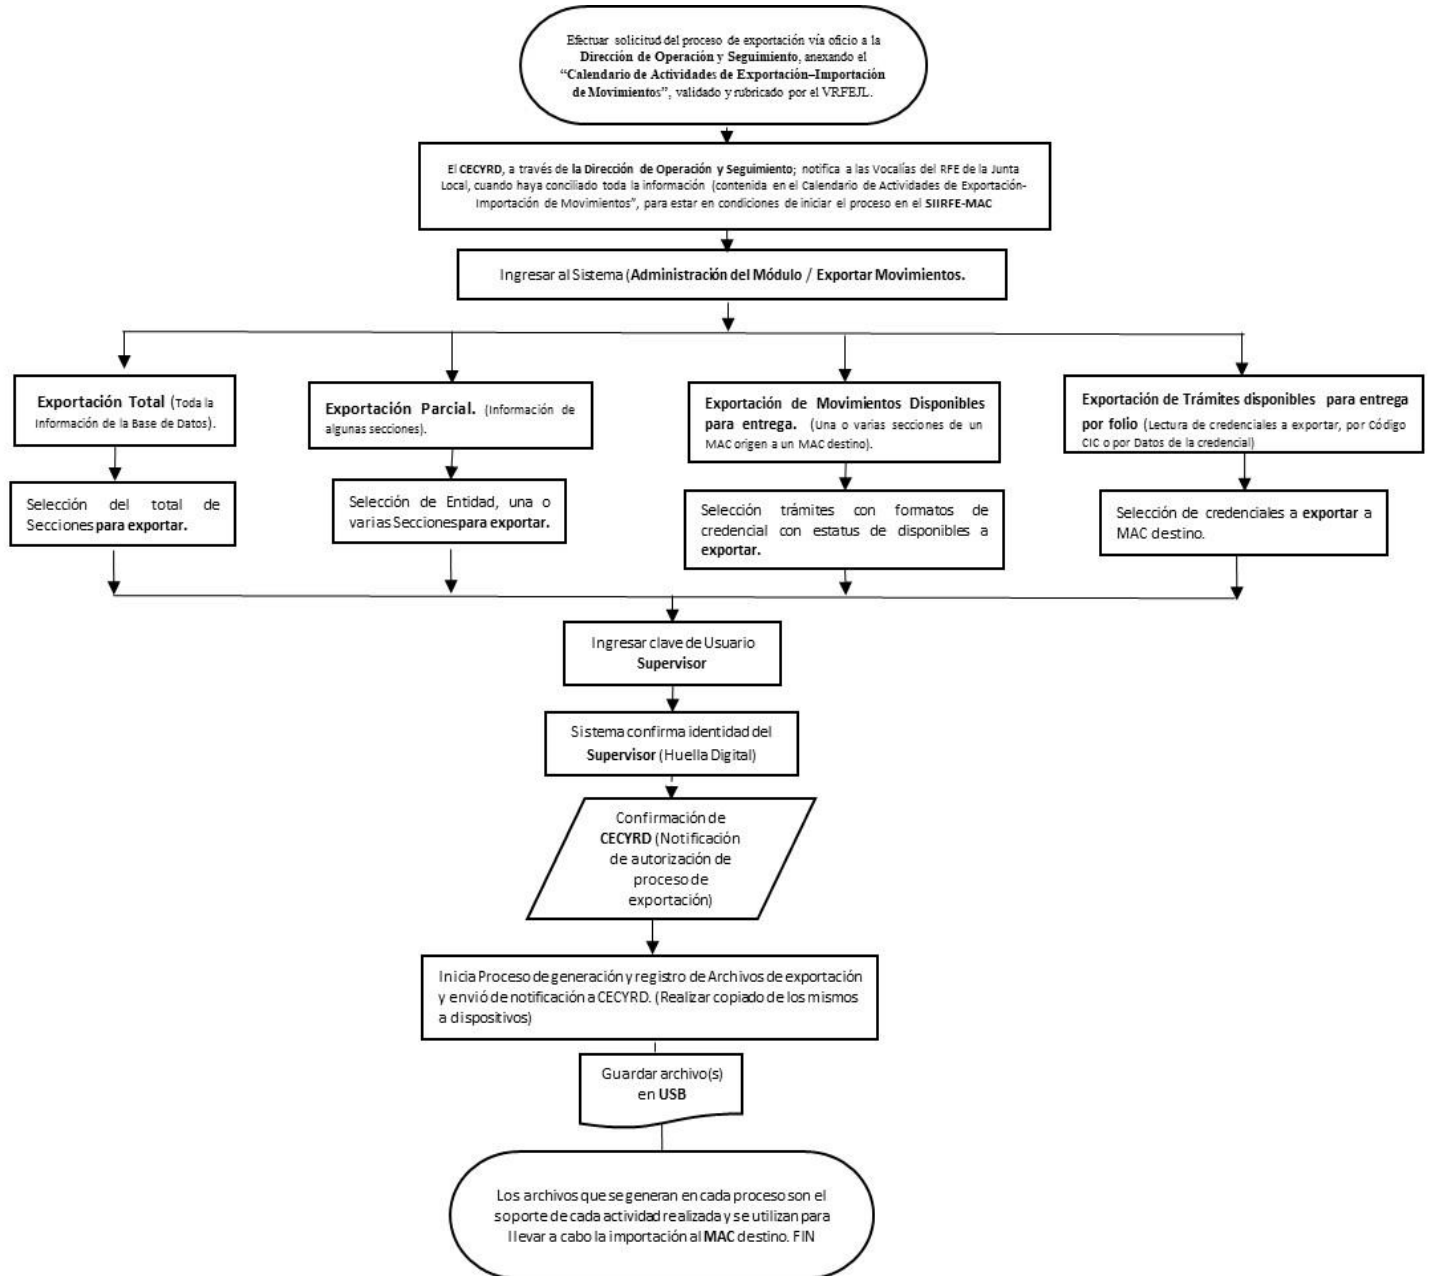 Efectuar solicitud del proceso de exportación vía oficio a la
Dirección de Operación y Seguimiento, anexando el
“Calendario de Actividades de Exportación–Importación
de Movimientos”, validado y rubricado por el VRFEJL.
El CECYRD, a través de la Dirección de Operación y Seguimiento; notifica a las Vocalías del RFE de la Junta
Local, cuando haya conciliado toda la información (contenida en el Calendario de Actividades de Exportación-
Importación de Movimientos”, para estar en condiciones de iniciar el proceso en el SIIRFE-MAC
Ingresar al Sistema (Administración del Módulo / Exportar Movimientos.
Exportación Total (Toda la
Información de la Base de Datos).
Exportación Parcial. (Información de
algunas secciones).
Exportación de Movimientos Disponibles
para entrega. (Una o varias secciones de un
MAC origen a un MAC destino).
Exportación de Trámites disponibles para entrega
por folio (Lectura de credenciales a exportar, por Código
CIC o por Datos de la credencial)
Selección del total de
Secciones para exportar.
Selección de Entidad, una o
varias Secciones para exportar.
Selección trámites con formatos de
credencial con estatus de disponibles a
exportar.
Selección de credenciales a exportar a
MAC destino.
Ingresar clave de Usuario
Supervisor
Sistema confirma identidad del
Supervisor (Huella Digital)
Confirmación de
CECYRD (Notificación
de autorización de
proceso de
exportación)
Inicia Proceso de generación y registro de Archivos de exportación
y envió de notificación a CECYRD. (Realizar copiado de los mismos
a dispositivos)
Guardar archivo(s)
en USB
Los archivos que se generan en cada proceso son el
soporte de cada actividad realizada y se utilizan para
llevar a cabo la importación al MAC destino. FIN